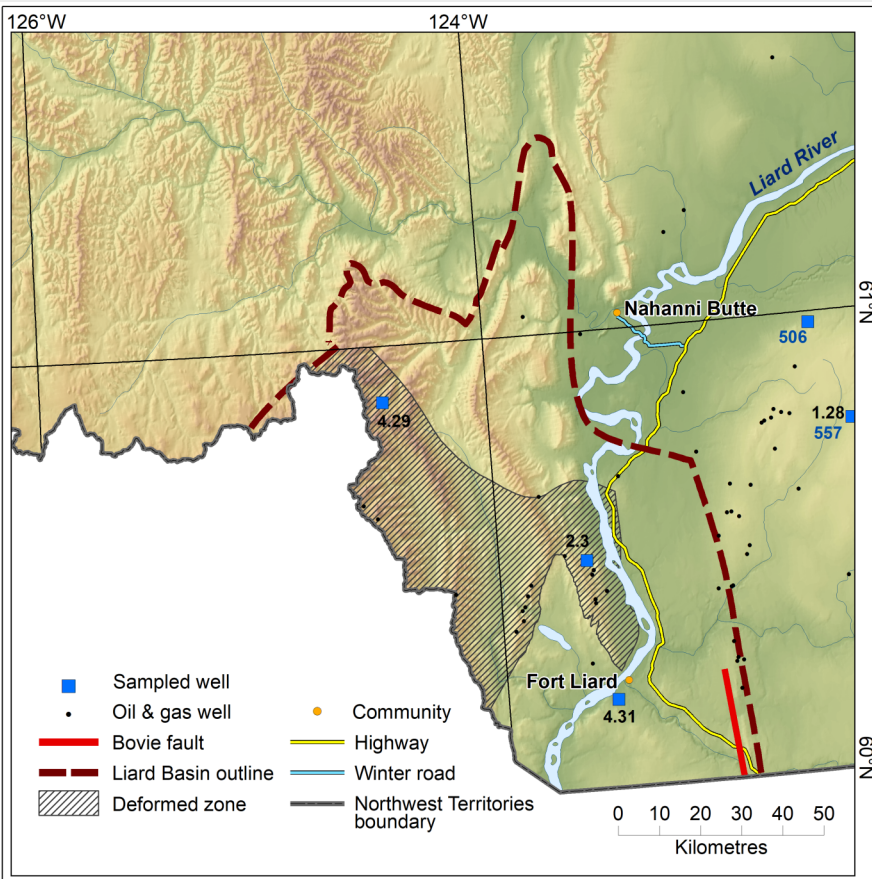 126°W
124°W
Liard River
61°N
Nahanni Butte
506
4.29
1.28
557
2.3
Fort Liard
4.31
60°N
Sampled well
Oil & gas well
Bovie fault
Liard Basin outline
Deformed zone
Community
Highway
Winter road
Northwest Territories
boundary
0 10 20 30 40 50
Kilometres